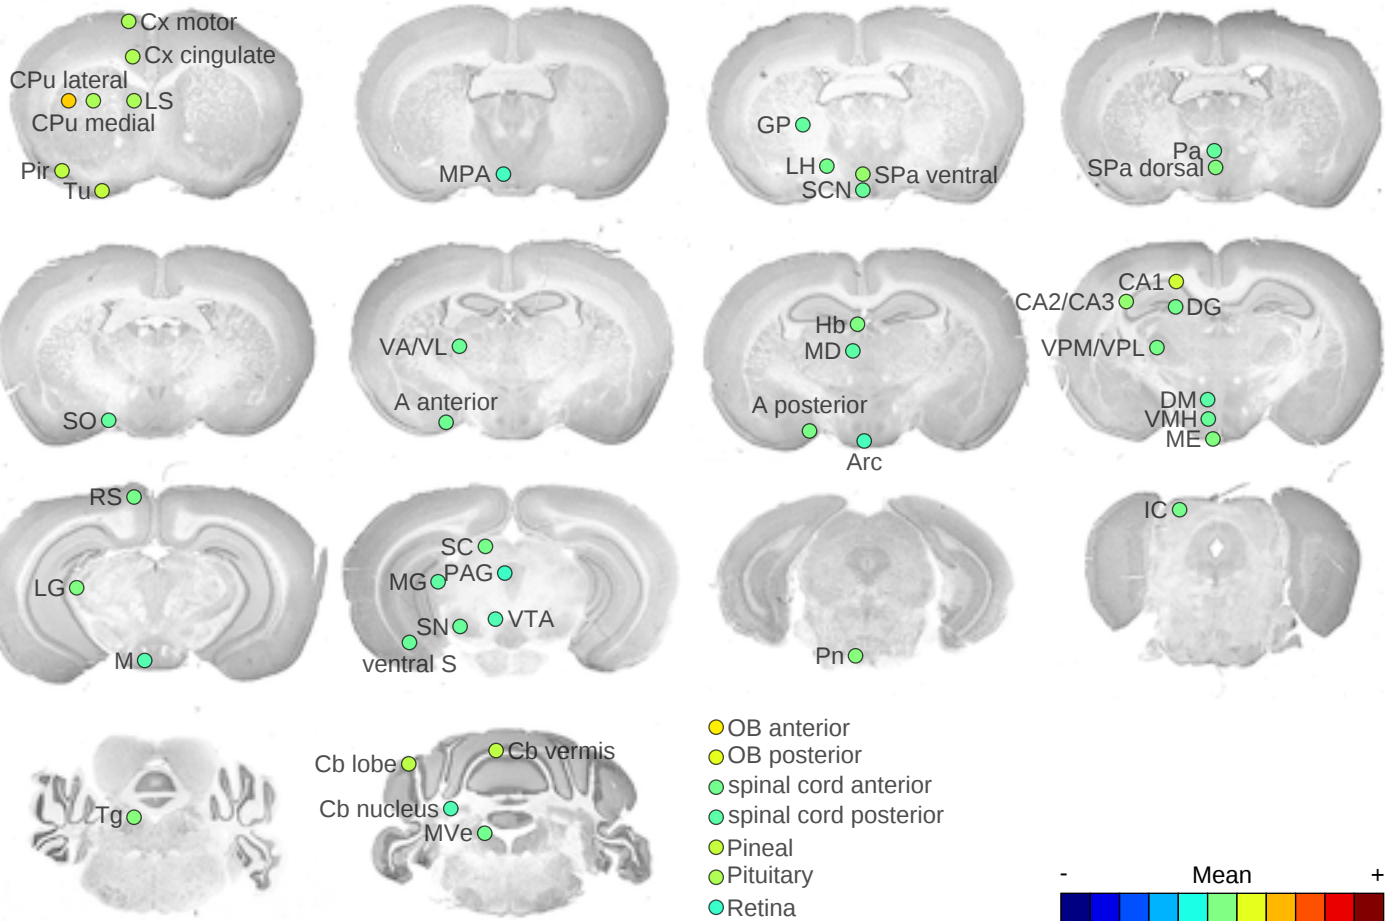 Cx motor
Cx cingulate
CPu lateral
LS
CPu medial
Pir
Tu
MPA
GP
LH
SPa ventral
SCN
Pa
SPa dorsal
SO
VA/VL
A anterior
Hb
MD
A posterior
Arc
CA1
CA2/CA3
DG
VPM/VPL
DM
VMH
ME
RS
LG
M
SC
MG
PAG
SN
VTA
ventral S
Pn
IC
Tg
Cb lobe
Cb vermis
Cb nucleus
MVe
OB anterior
OB posterior
spinal cord anterior
spinal cord posterior
Pineal
Pituitary
Retina
- Mean +